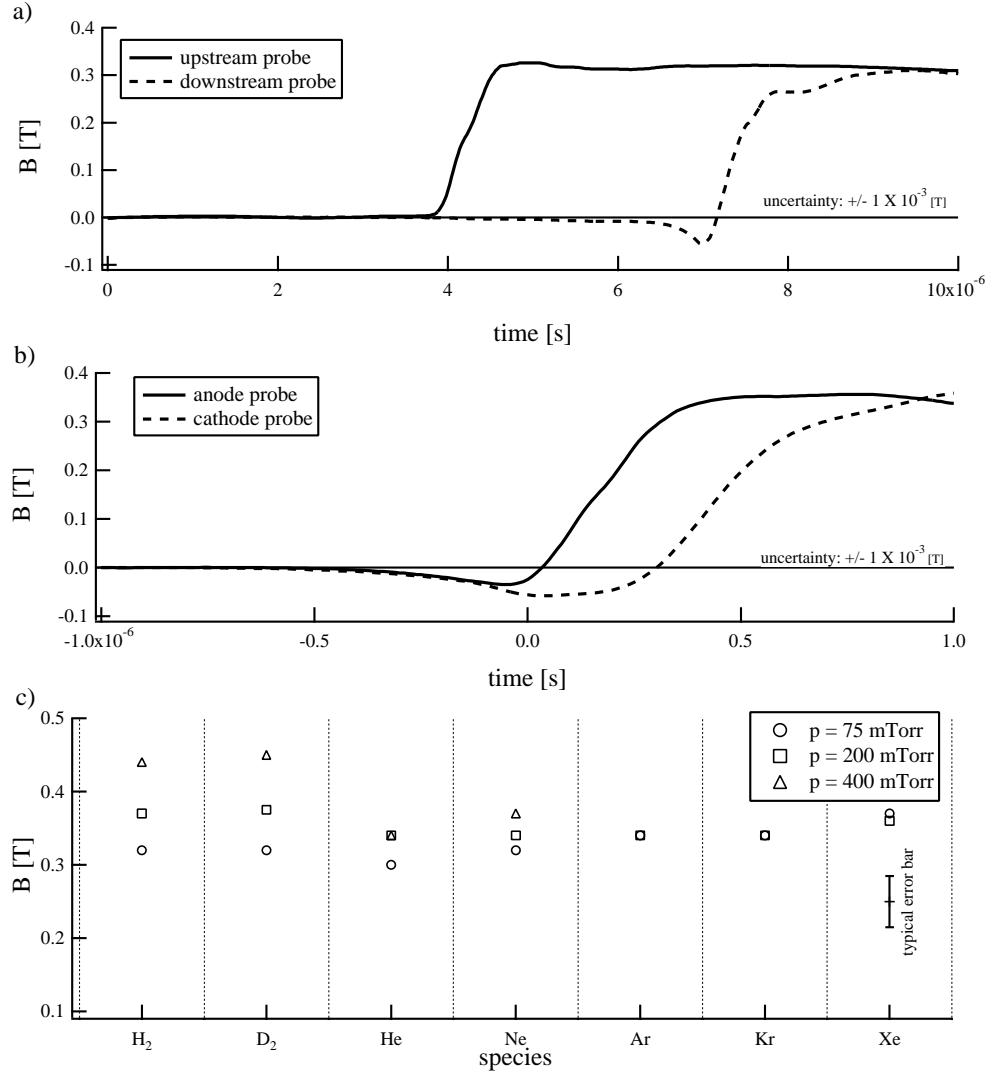 a)
upstream probe
downstream probe
0.3
0.2
0.1
0.0
-0.1
B [T]
uncertainty: +/- 1 X 10⁻³ [T]
0
2
4
6
8
10x10⁻⁶
time [s]
b)
anode probe
cathode probe
0.4
0.3
0.2
0.1
0.0
-0.1
B [T]
uncertainty: +/- 1 X 10⁻³ [T]
-1.0x10⁻⁶
-0.5
0.0
0.5
1.0
time [s]
c)
p = 75 mTorr
p = 200 mTorr
p = 400 mTorr
0.5
0.4
0.3
0.2
0.1
B [T]
typical error bar
H₂
D₂
He
Ne
Ar
Kr
Xe
species